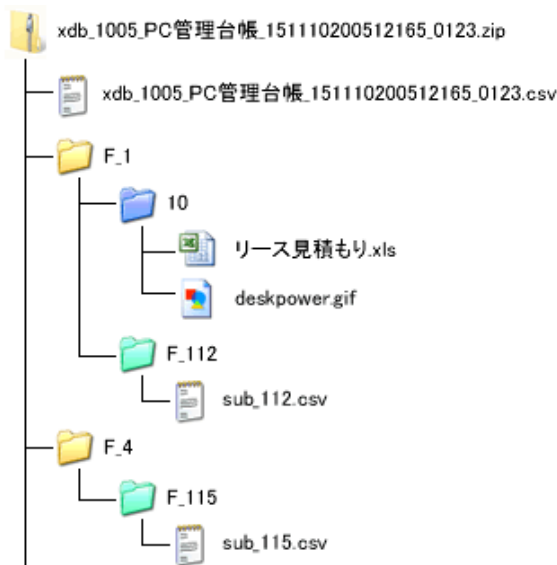 xdb_1005_PC管理台帳_151110200512165_0123.zip
xdb_1005_PC管理台帳_151110200512165_0123.csv
F_1
10
リース見積もり.xls
deskpower.gif
F_112
sub_112.csv
F_4
F_115
sub_115.csv